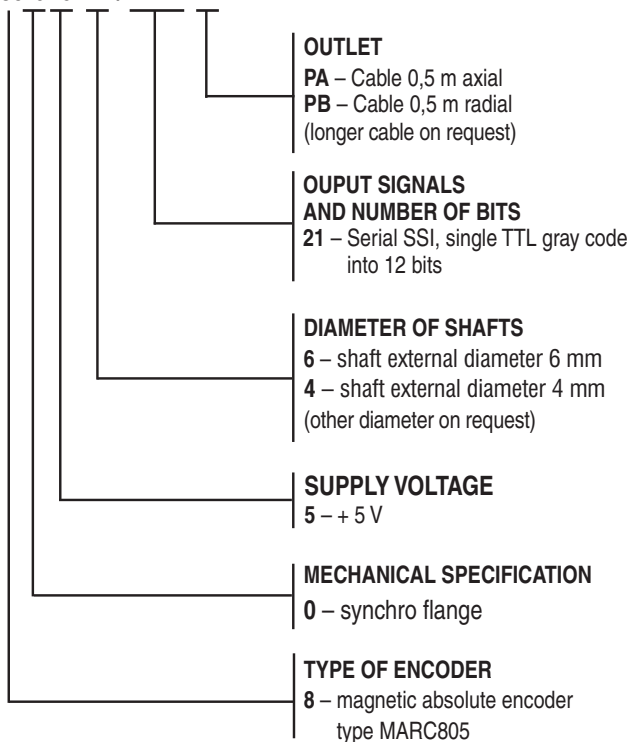 OUTLET
PA – Cable 0,5 m axial
PB – Cable 0,5 m radial
(longer cable on request)
OUPUT SIGNALS
AND NUMBER OF BITS
21 – Serial SSI, single TTL gray code
into 12 bits
DIAMETER OF SHAFTS
6 – shaft external diameter 6 mm
4 – shaft external diameter 4 mm
(other diameter on request)
SUPPLY VOLTAGE
5 – + 5 V
MECHANICAL SPECIFICATION
0 – synchro flange
TYPE OF ENCODER
8 – magnetic absolute encoder
type MARC805